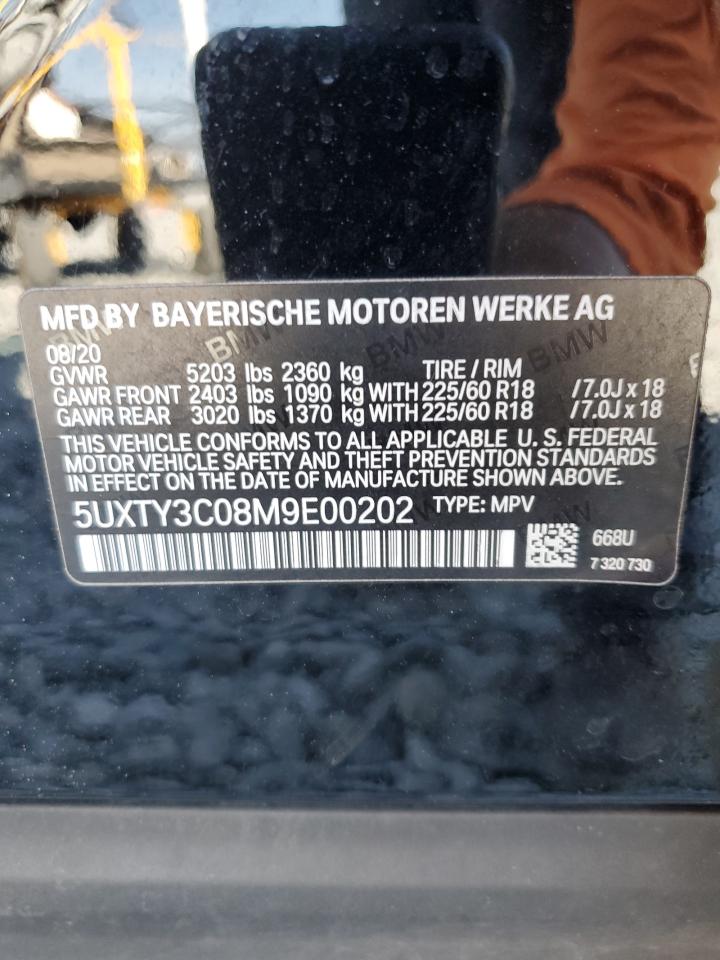 MFD BY BAYERISCHE MOTOREN WERKE AG
08/20
GVWR 5203 lbs 2360 kg TIRE / RIM
GAWR FRONT 2403 lbs 1090 kg WITH 225/60 R18 /7.0J x 18
GAWR REAR 3020 lbs 1370 kg WITH 225/60 R18 /7.0J x 18
THIS VEHICLE CONFORMS TO ALL APPLICABLE U. S. FEDERAL
MOTOR VEHICLE SAFETY AND THEFT PREVENTION STANDARDS
IN EFFECT ON THE DATE OF MANUFACTURE SHOWN ABOVE.
5UXTY3C08M9E00202 TYPE: MPV
668U
7 320 730